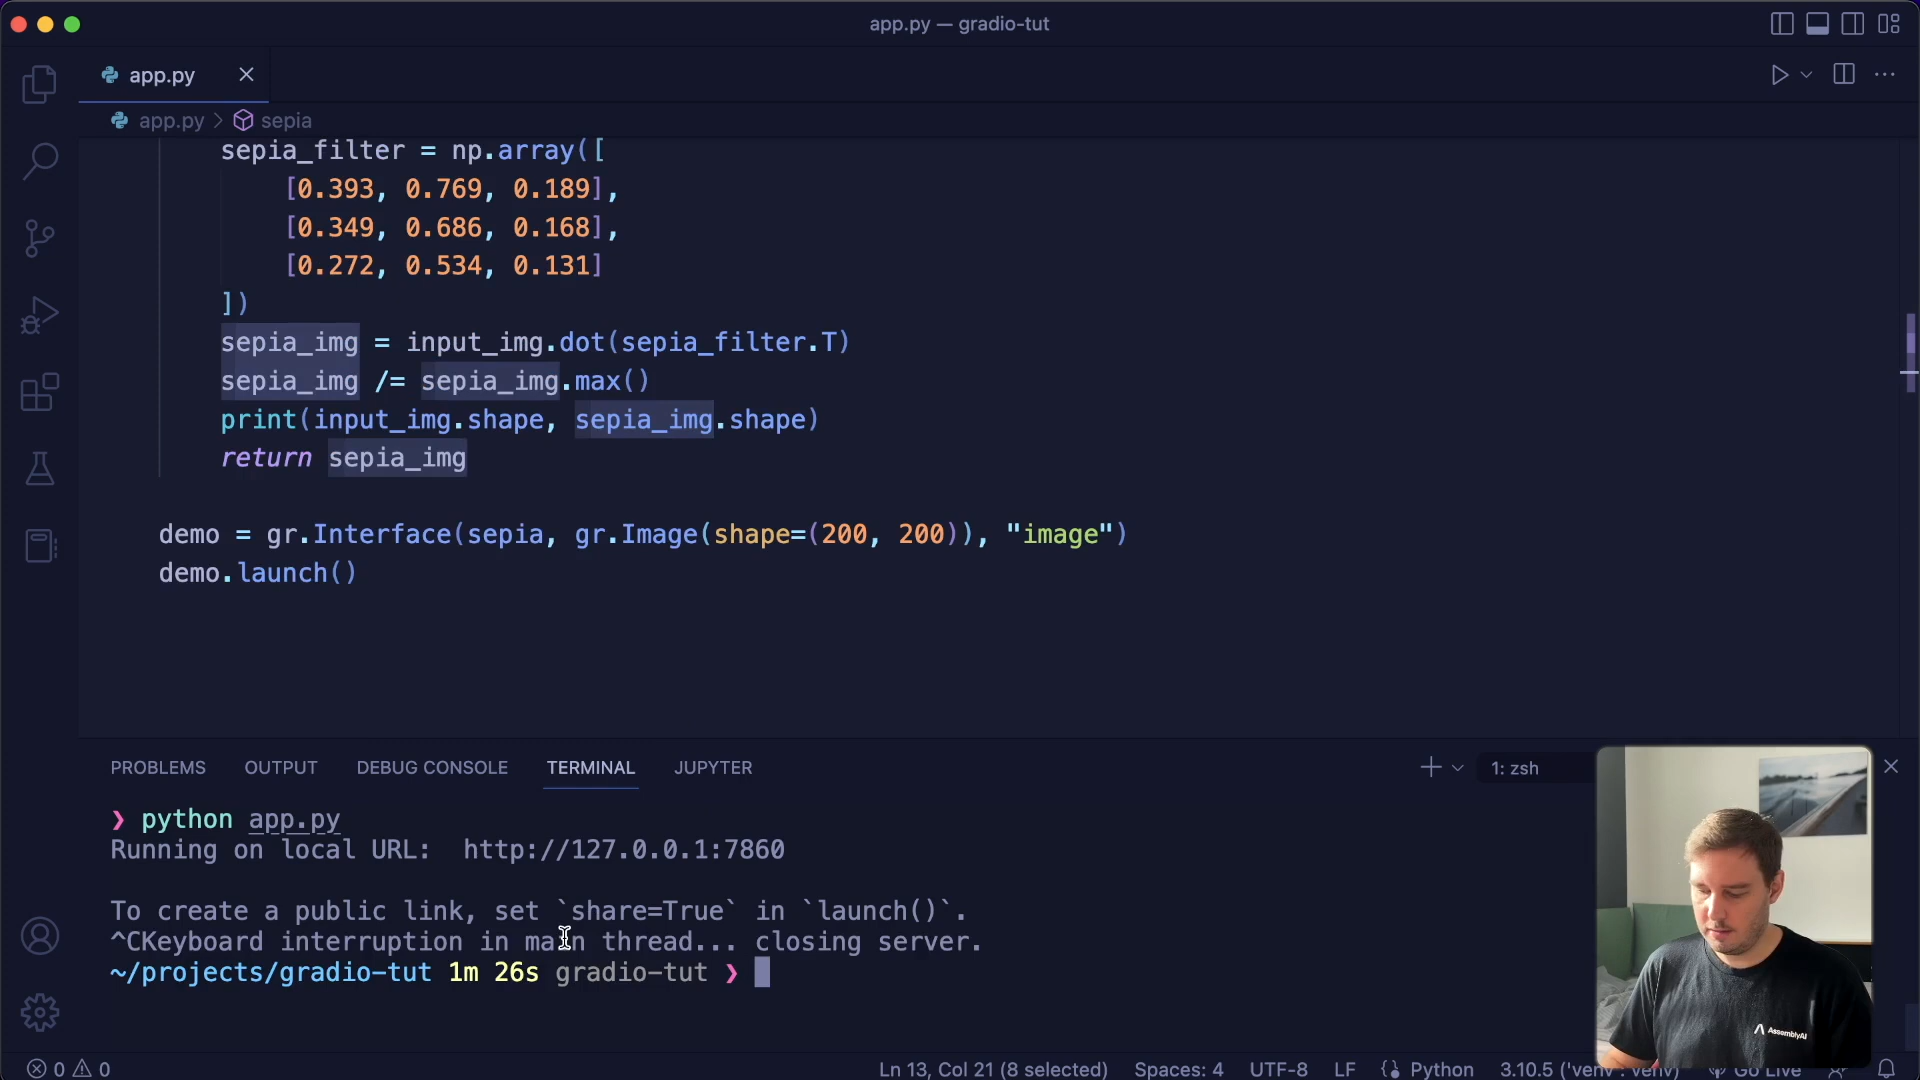 app.py — gradio-tut
app.py
app.py > sepia
sepia_filter = np.array([
[0.393, 0.769, 0.189],
[0.349, 0.686, 0.168],
[0.272, 0.534, 0.131]
])
sepia_img = input_img.dot(sepia_filter.T)
sepia_img /= sepia_img.max()
print(input_img.shape, sepia_img.shape)
return sepia_img
demo = gr.Interface(sepia, gr.Image(shape=(200, 200)), "image")
demo.launch()
PROBLEMS OUTPUT DEBUG CONSOLE TERMINAL JUPYTER
1: zsh
❯ python app.py
Running on local URL: http://127.0.0.1:7860
To create a public link, set `share=True` in `launch()`.
^CKeyboard interruption in main thread... closing server.
~/projects/gradio-tut 1m 26s gradio-tut ❯
AssemblyAI
0 0 Ln 13, Col 21 (8 selected) Spaces: 4 UTF-8 LF Python 3.10.5 ('venv': venv) Go Live